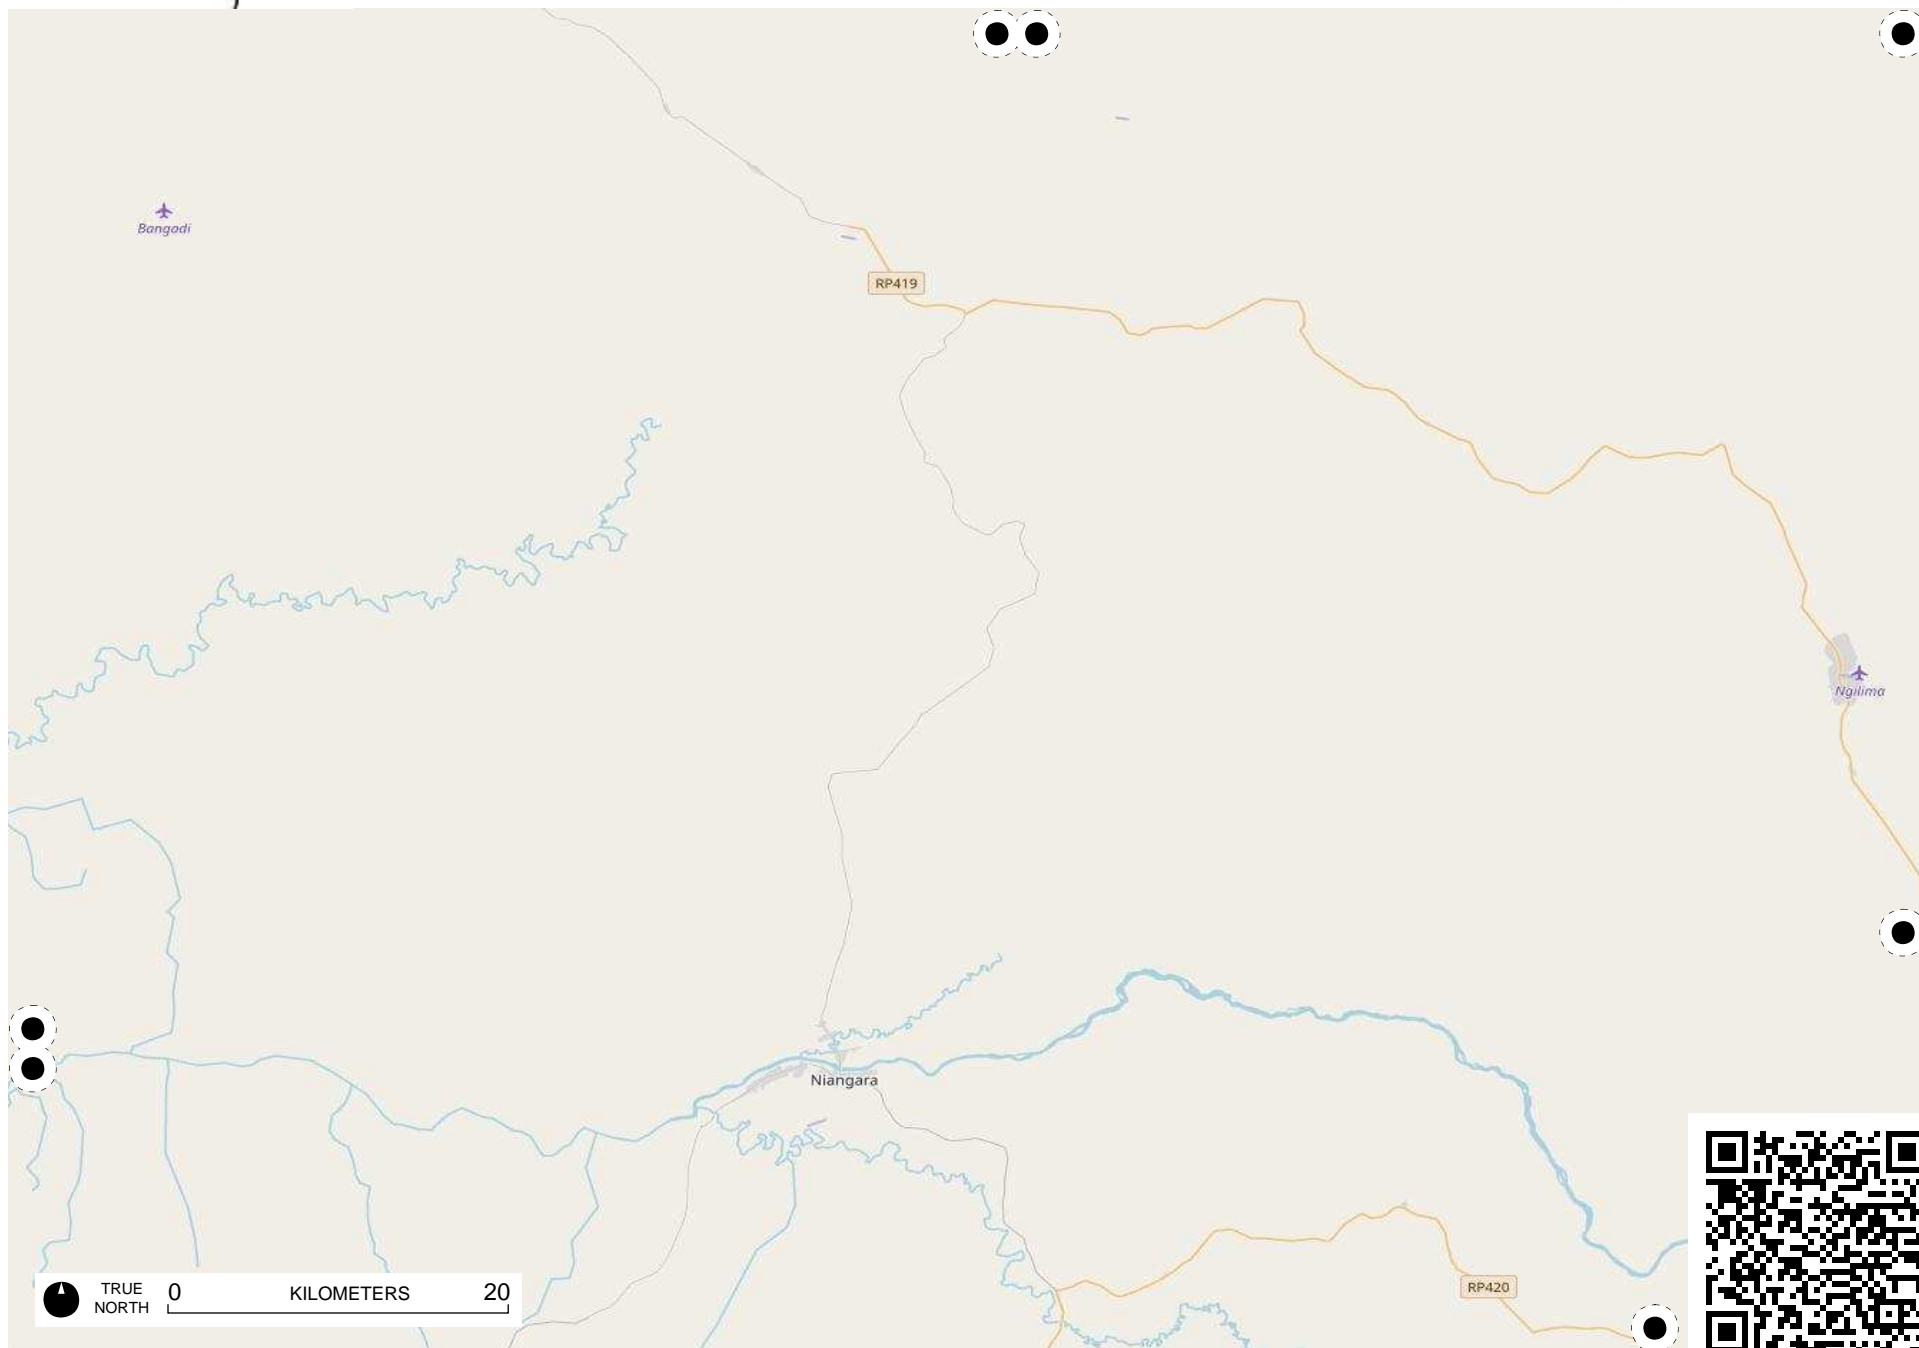 Bangadi
RP419
Ngilima
Niangara
RP420
TRUE
NORTH
0 KILOMETERS 20